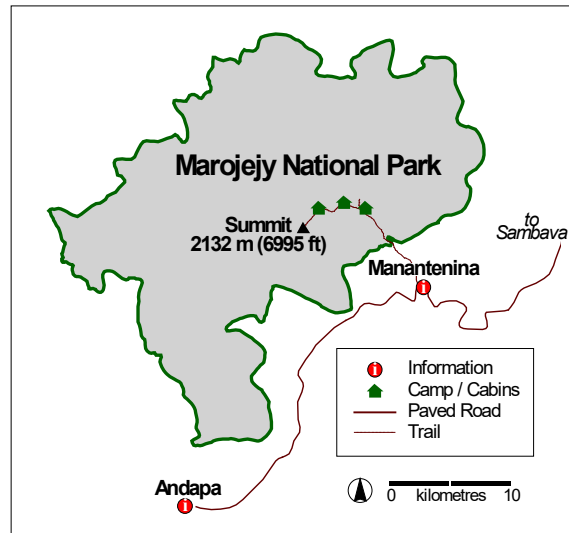 Marojejy National Park
Summit
2132 m (6995 ft)
to
Sambava
Manantenina
i
i Information
Camp / Cabins
Paved Road
Trail
Andapa
i
0 kilometres 10